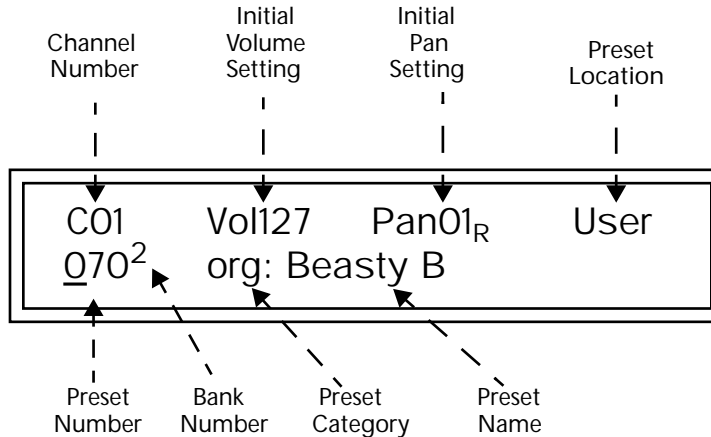 Channel
Number
Initial
Volume
Setting
Initial
Pan
Setting
Preset
Location
C01 Vol127 Pan01R User
070² org: Beasty B
Preset
Number
Bank
Number
Preset
Category
Preset
Name